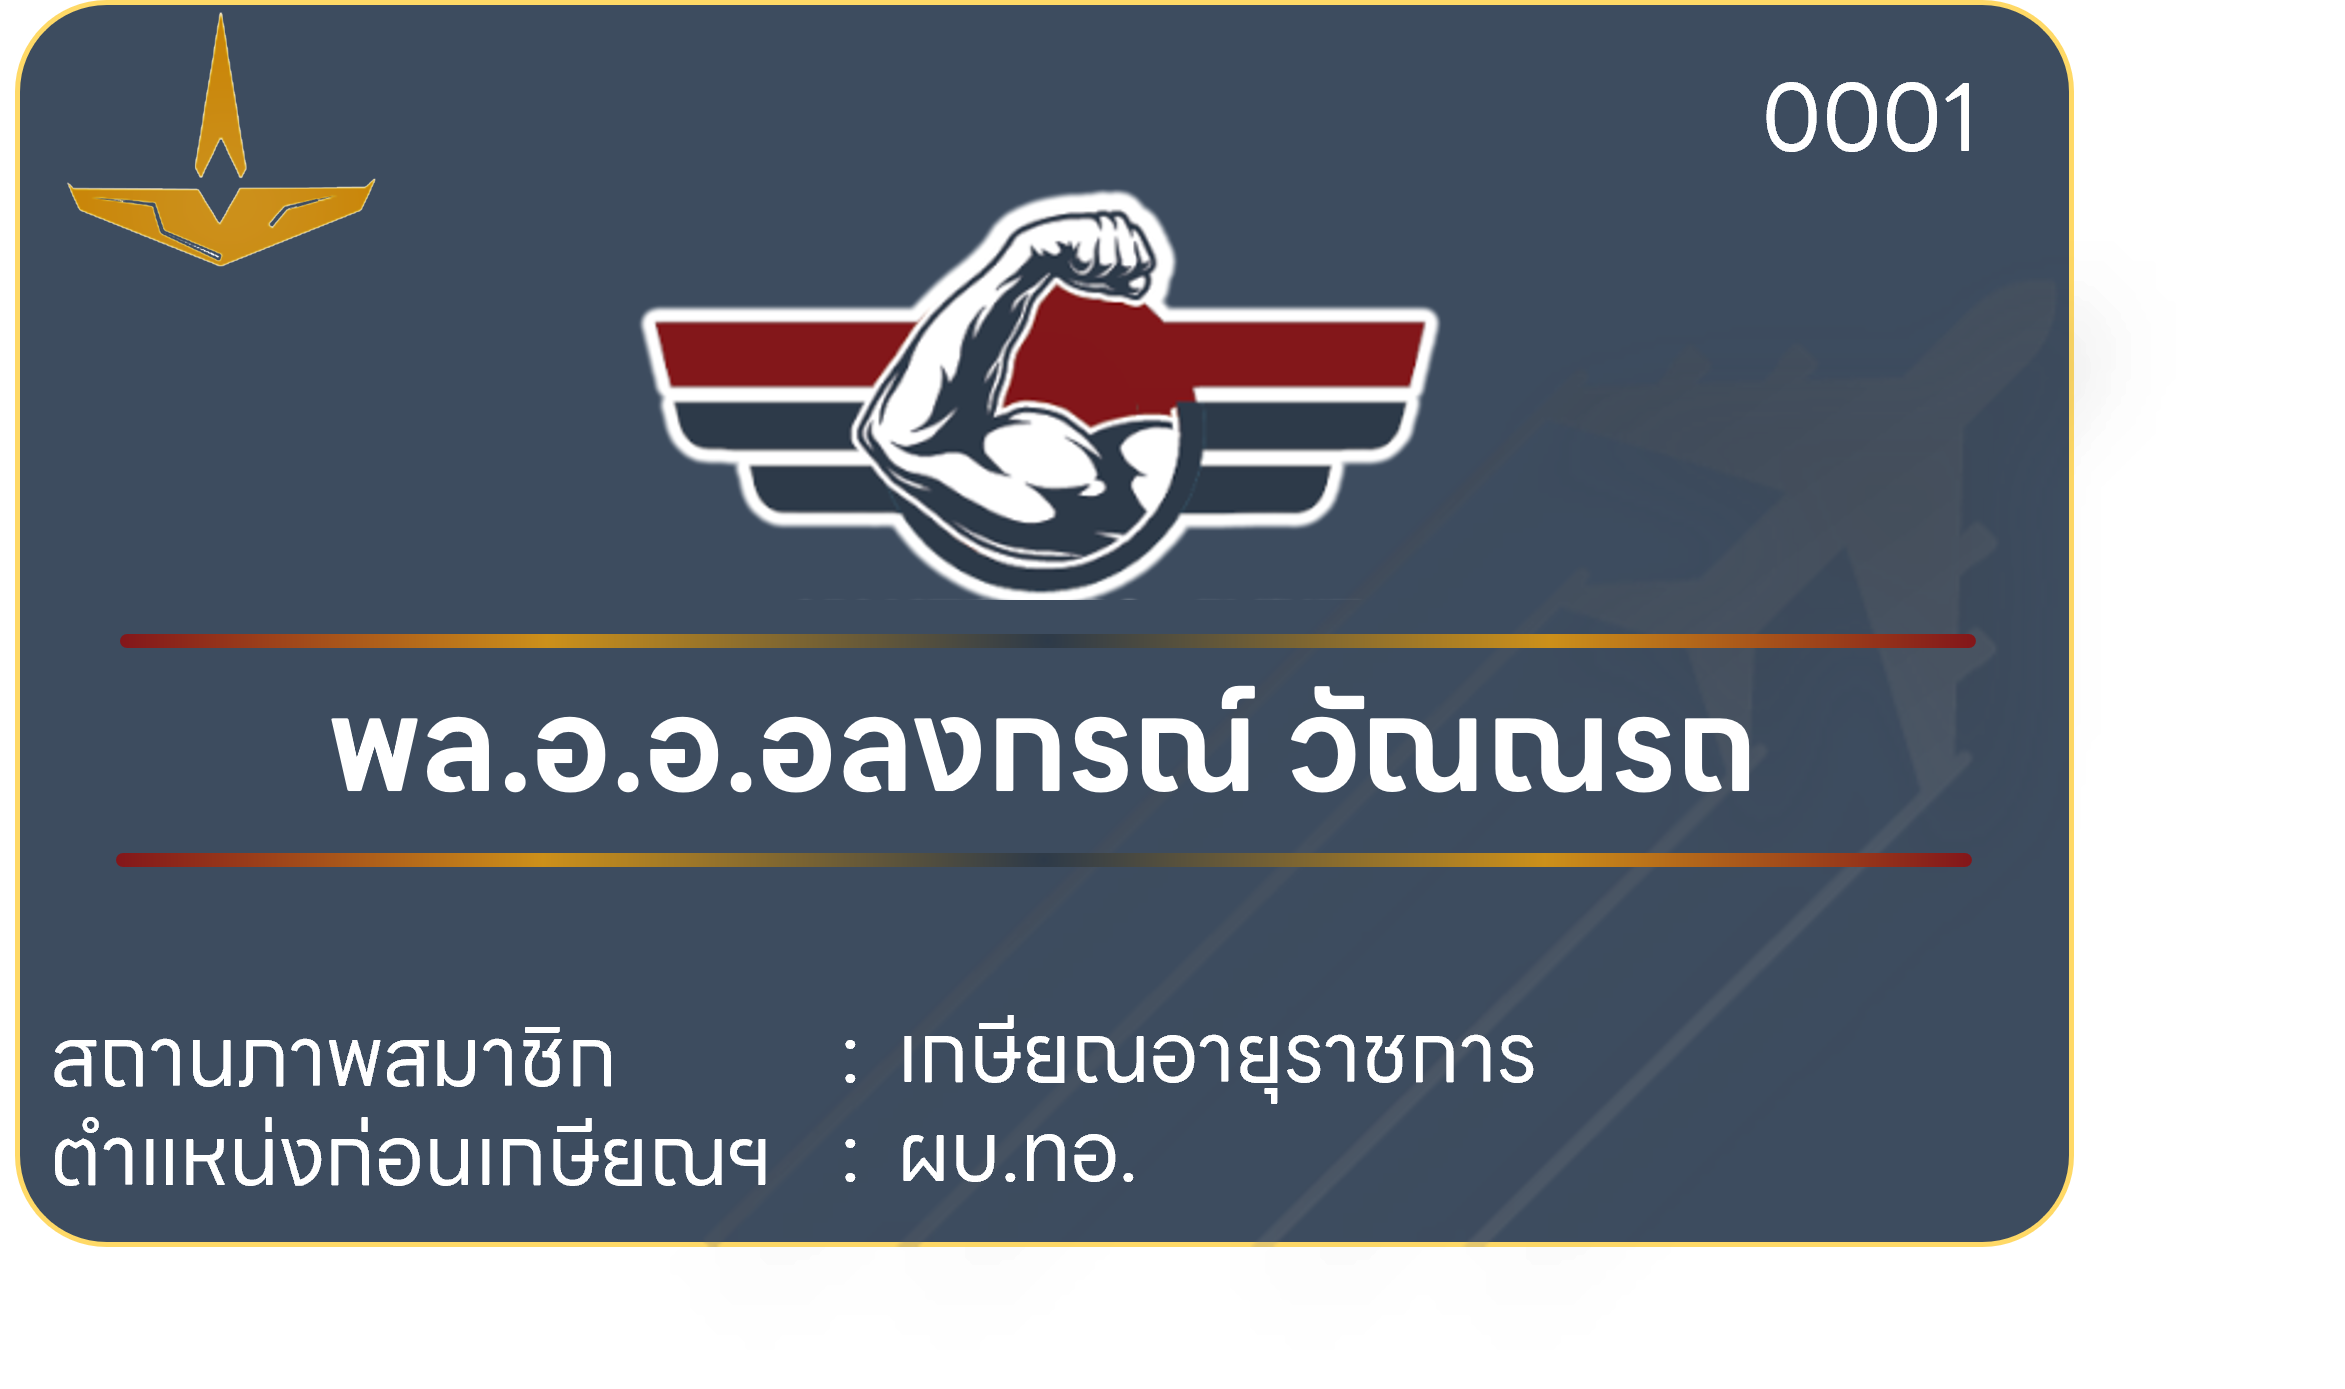 0001
พล.อ.อ.อลงกรณ์ วัณณรถ
สถานภาพสมาชิก : เกษียณอายุราชการ
ตำแหน่งก่อนเกษียณฯ : ผบ.ทอ.